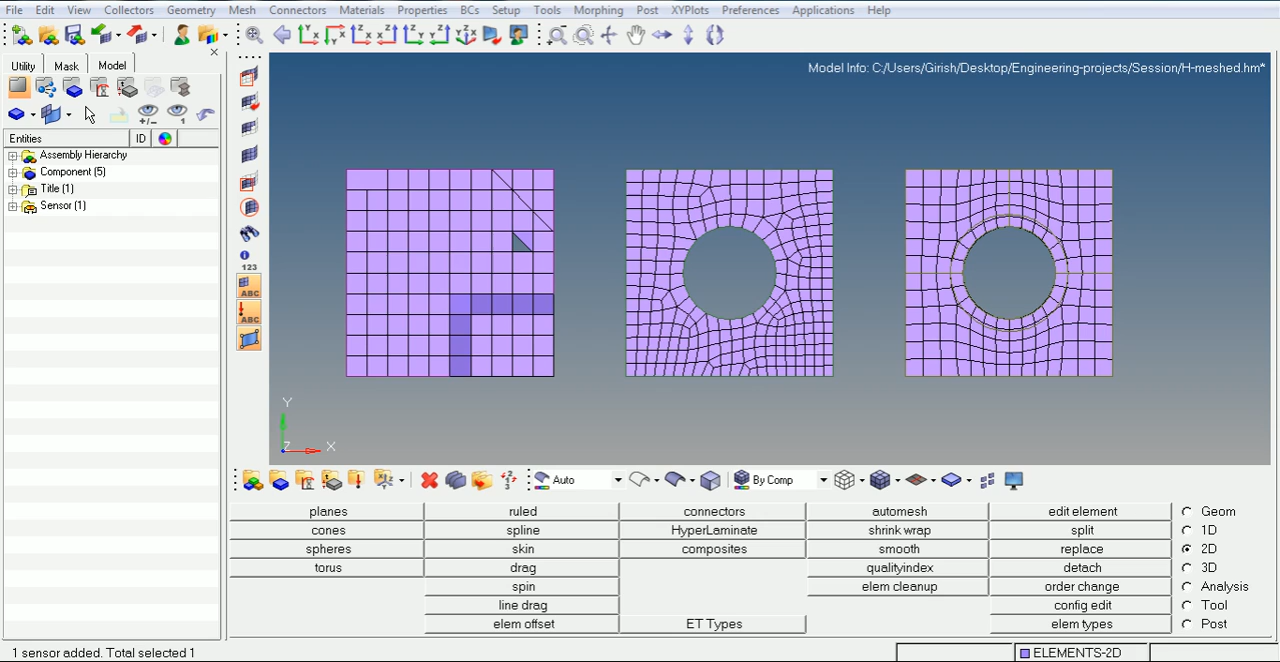 File Edit View Collectors Geometry Mesh Connectors Materials Properties BCs Setup Tools Morphing Post XYPlots Preferences Applications Help
Utility Mask Model
Model Info: C:/Users/Girish/Desktop/Engineering-projects/Session/H-meshed.hm*
Entities ID
Assembly Hierarchy
Component (5)
Title (1)
Sensor (1)
123
ABC
ABC
Y
Z X
Auto By Comp
planes ruled connectors automesh edit element Geom
cones spline HyperLaminate shrink wrap split 1D
spheres skin composites smooth replace 2D
torus drag qualityindex detach 3D
spin elem cleanup order change Analysis
line drag config edit Tool
elem offset ET Types elem types Post
1 sensor added. Total selected 1 ELEMENTS-2D